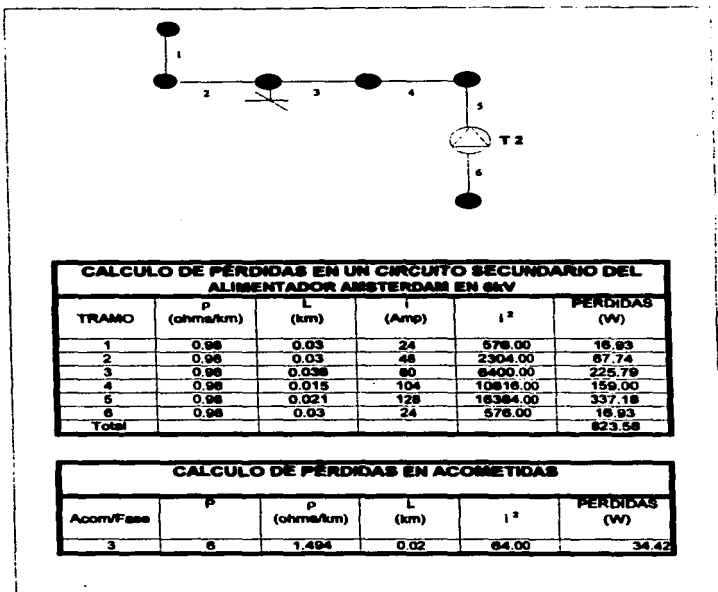 1
2
3
4
5
T 2
6
CALCULO DE PÉRDIDAS EN UN CIRCUITO SECUNDARIO DEL
ALIMENTADOR AMSTERDAM EN 6kV
TRAMO ρ (ohms/km) L (km) i (Amp) i ² PERDIDAS (W)
1 0.98 0.03 24 576.00 16.93
2 0.98 0.03 48 2304.00 67.74
3 0.98 0.036 80 6400.00 225.79
4 0.98 0.015 104 10816.00 159.00
5 0.98 0.021 128 16384.00 337.18
6 0.98 0.03 24 576.00 16.93
Total 823.58
CALCULO DE PÉRDIDAS EN ACOMETIDAS
Acom/Fase P ρ (ohms/km) L (km) i ² PERDIDAS (W)
3 6 1.494 0.02 64.00 34.42